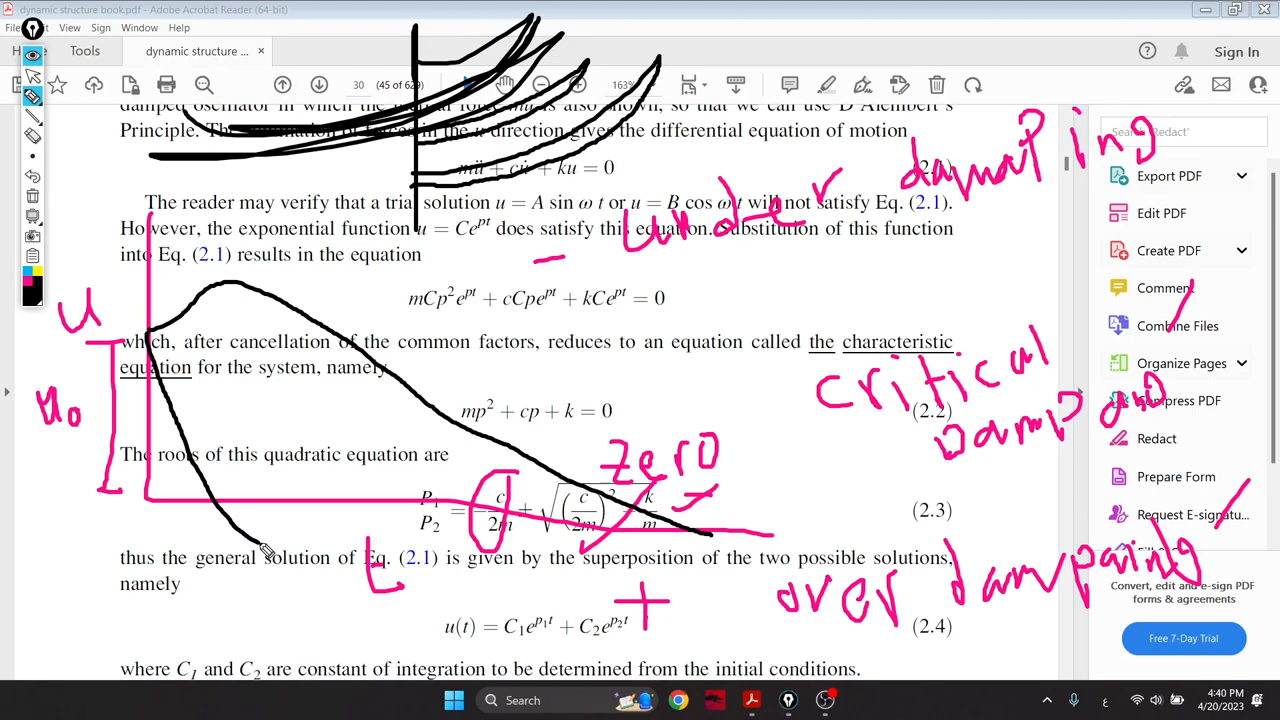 dynamic structure book.pdf - Adobe Acrobat Reader (64-bit)
File Edit View Sign Window Help
Home Tools dynamic structure ... × Sign In
30 (45 of 629) 163%
damped oscillator in which the force is also shown, so that we can use D'Alembert's
Principle. The summation of forces in the u direction gives the differential equation of motion
mü + cu̇ + ku = 0 (2.1)
The reader may verify that a trial solution u = A sin ω t or u = B cos ω t will not satisfy Eq. (2.1).
However, the exponential function u = Ce^{pt} does satisfy this equation. Substitution of this function
into Eq. (2.1) results in the equation
mCp²e^{pt} + cCpe^{pt} + kCe^{pt} = 0
which, after cancellation of the common factors, reduces to an equation called the characteristic
equation for the system, namely
mp² + cp + k = 0 (2.2)
The roots of this quadratic equation are
P₁ P₂ = − c/2m ± √((c/2m)² − k/m) (2.3)
thus the general solution of Eq. (2.1) is given by the superposition of the two possible solutions,
namely
u(t) = C₁e^{p₁t} + C₂e^{p₂t} (2.4)
where C₁ and C₂ are constant of integration to be determined from the initial conditions.
- under
damping
critical
zero
+ over damping
u
u₀
t
Search 'Redact'
Export PDF
Edit PDF
Create PDF
Comment
Combine Files
Organize Pages
Compress PDF
Redact
Prepare Form
Request E-signatu...
Convert, edit and e-sign PDF
forms & agreements
Free 7-Day Trial
Search
ع
4:40 PM
4/20/2023